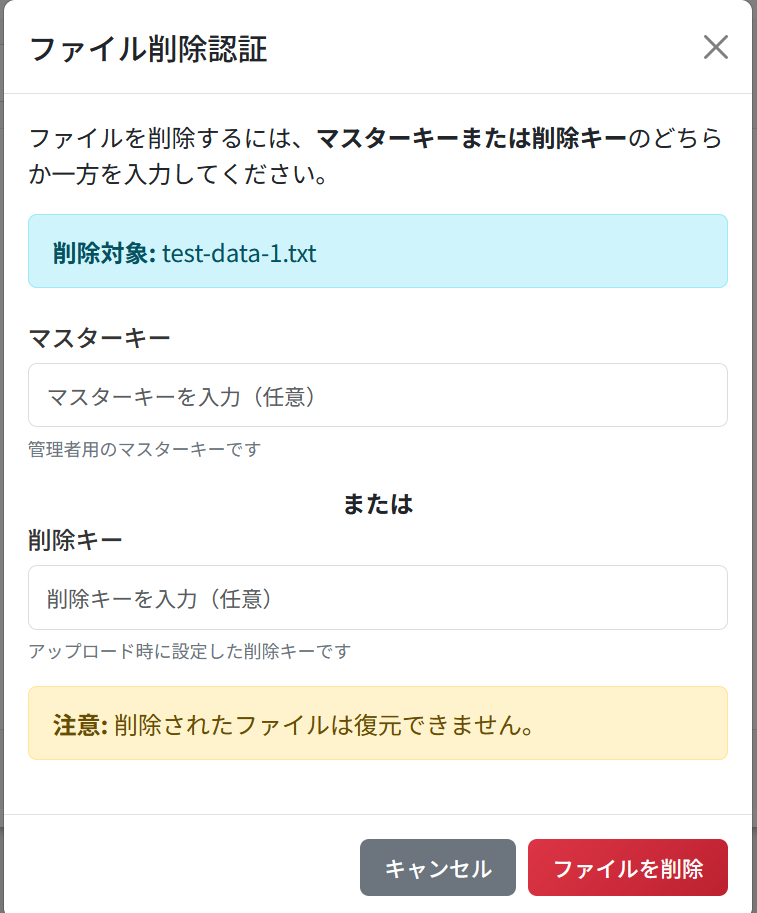 ファイル削除認証
ファイルを削除するには、マスターキーまたは削除キーのどちら
か一方を入力してください。
削除対象: test-data-1.txt
マスターキー
マスターキーを入力（任意）
管理者用のマスターキーです
または
削除キー
削除キーを入力（任意）
アップロード時に設定した削除キーです
注意: 削除されたファイルは復元できません。
キャンセル
ファイルを削除